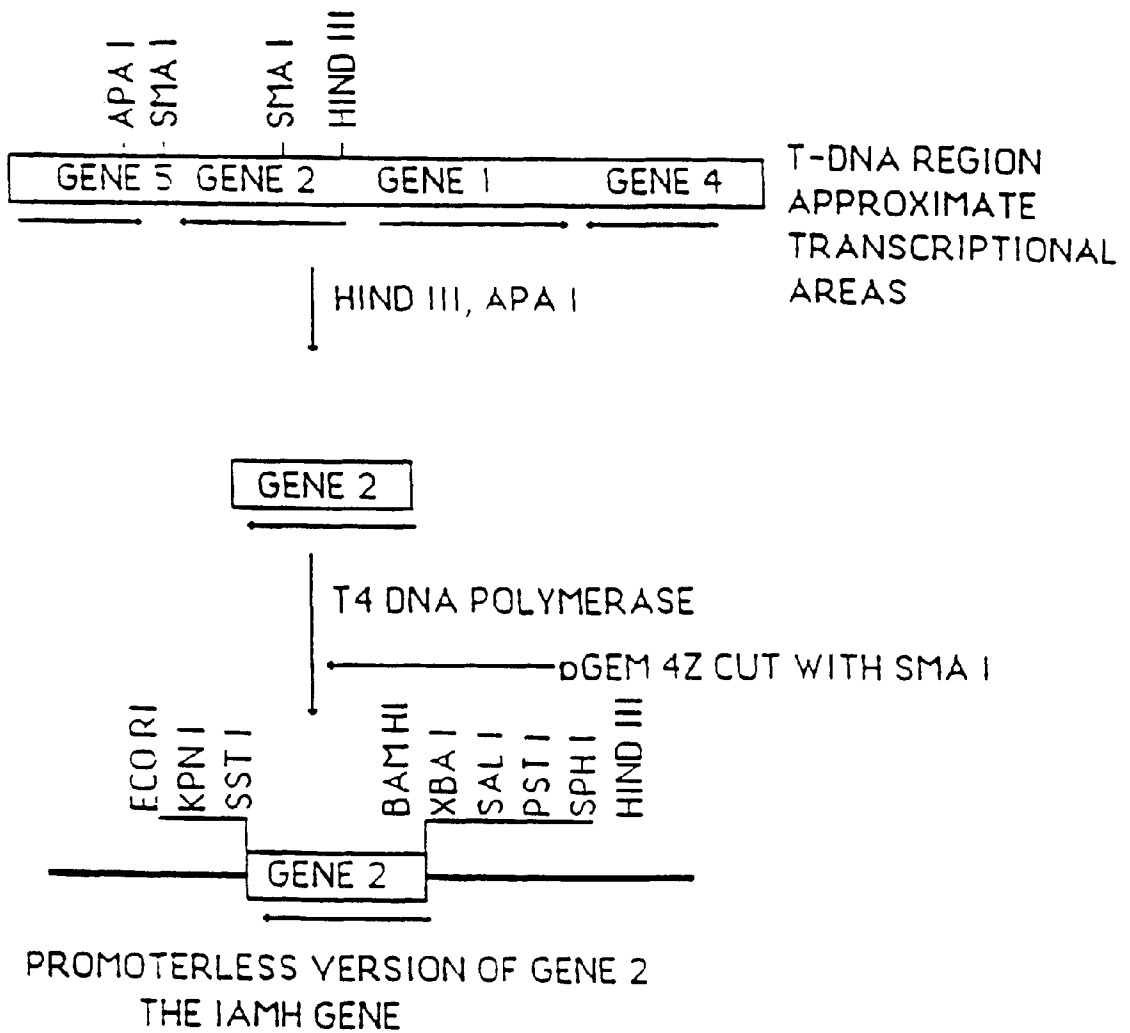 APA I
SMA I
SMA I
HIND III
GENE 5
GENE 2
GENE 1
GENE 4
T-DNA REGION
APPROXIMATE
TRANSCRIPTIONAL
AREAS
HIND III, APA I
GENE 2
T4 DNA POLYMERASE
pGEM 4Z CUT WITH SMA I
ECO RI
KPN I
SST I
BAM HI
XBA I
SAL I
PST I
SPH I
HIND III
GENE 2
PROMOTERLESS VERSION OF GENE 2
THE IAMH GENE